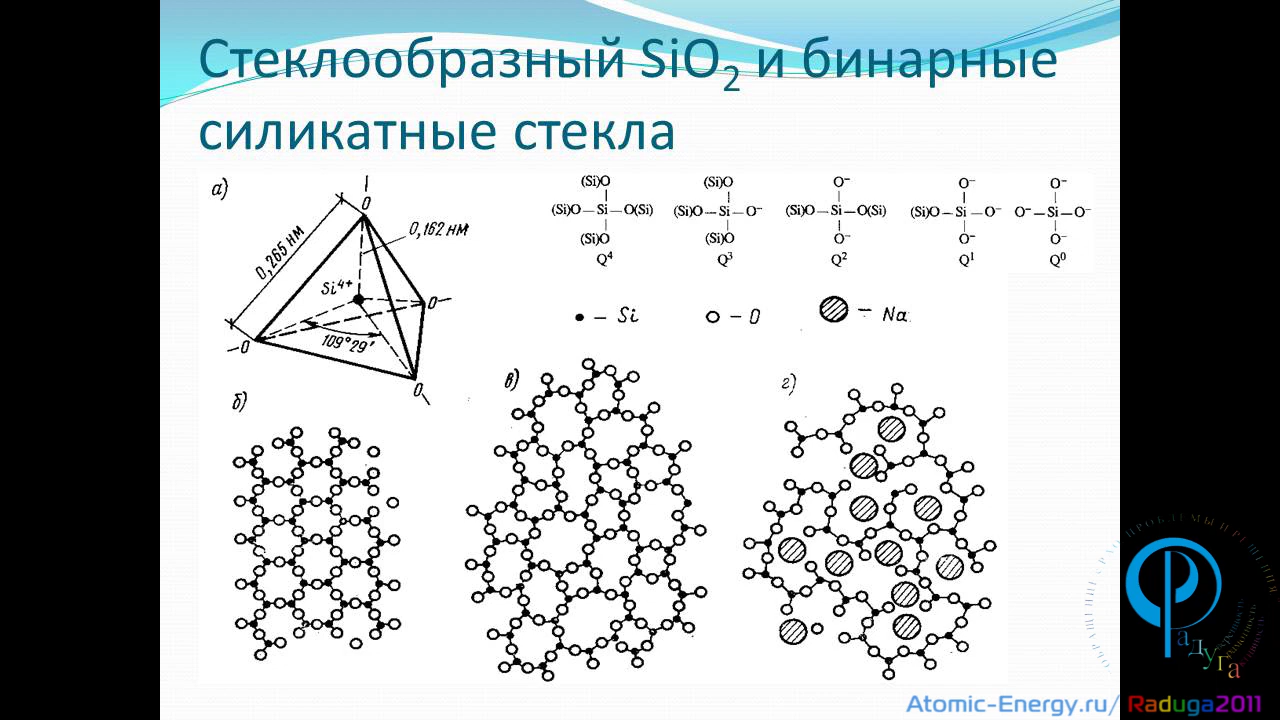 Стеклообразный SiO₂ и бинарные
силикатные стекла
а)
O
0,265 нм
0,162 нм
Si⁴⁺
O
–O
109°29′
O
(Si)O
(Si)O–Si–O(Si)
(Si)O
Q⁴
(Si)O
(Si)O–Si–O⁻
(Si)O
Q³
O⁻
(Si)O–Si–O(Si)
O⁻
Q²
O⁻
(Si)O–Si–O⁻
O⁻
Q¹
O⁻
O⁻–Si–O⁻
O⁻
Q⁰
– Si
– O
– Na
б)
в)
г)
Радуга
Atomic-Energy.ru/Raduga2011